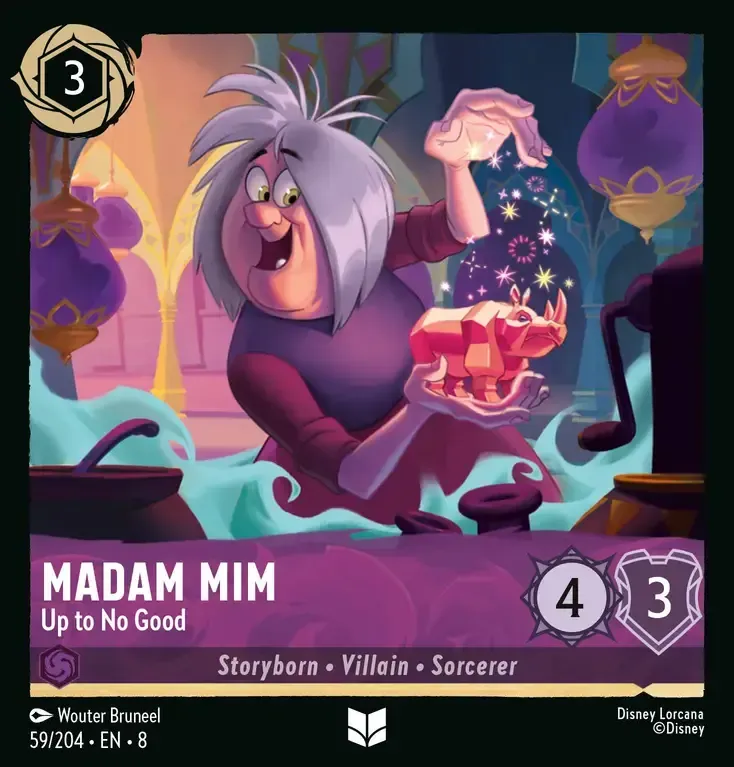 3
MADAM MIM
Up to No Good
4
3
Storyborn • Villain • Sorcerer
Wouter Bruneel
59/204 • EN • 8
Disney Lorcana
©Disney